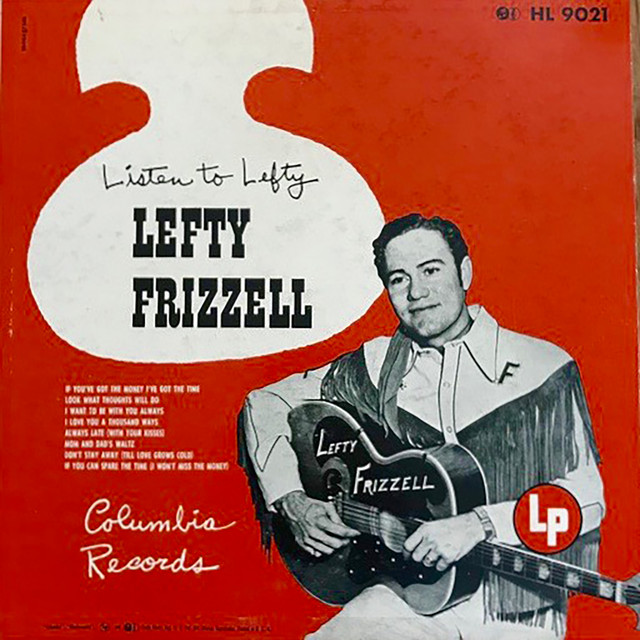 HL 9021
Listen to Lefty
LEFTY
FRIZZELL
IF YOU'VE GOT THE MONEY I'VE GOT THE TIME
LOOK WHAT THOUGHTS WILL DO
I WANT TO BE WITH YOU ALWAYS
I LOVE YOU A THOUSAND WAYS
ALWAYS LATE (WITH YOUR KISSES)
MOM AND DAD'S WALTZ
DON'T STAY AWAY (TILL LOVE GROWS COLD)
IF YOU CAN SPARE THE TIME (I WON'T MISS THE MONEY)
F
LEFTY
FRIZZELL
LP
Columbia
Records